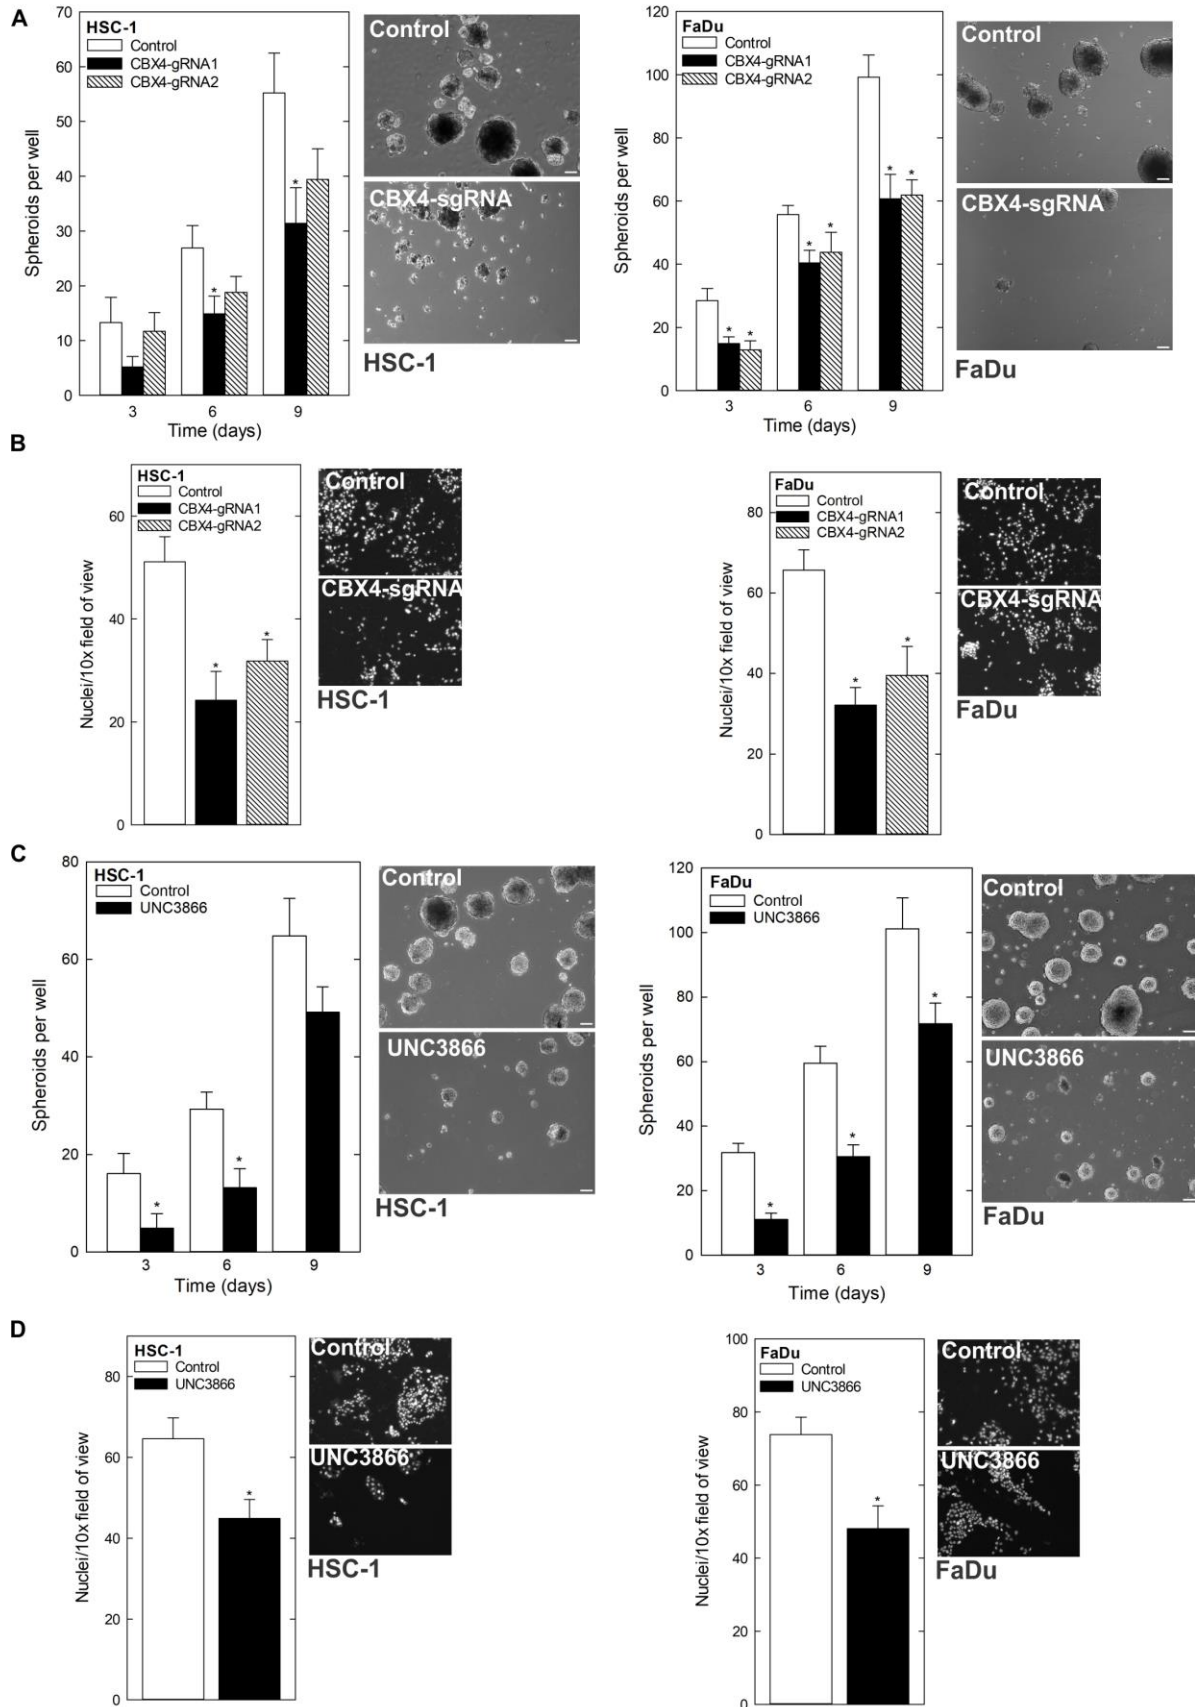 A
HSC-1
Control
CBX4-gRNA1
CBX4-gRNA2
Spheroids per well
70
60
50
40
30
20
10
0
3 6 9
Time (days)
Control
CBX4-sgRNA
HSC-1
FaDu
Control
CBX4-gRNA1
CBX4-gRNA2
Spheroids per well
120
100
80
60
40
20
0
* * * * * *
3 6 9
Time (days)
Control
CBX4-sgRNA
FaDu
B
HSC-1
Control
CBX4-gRNA1
CBX4-gRNA2
Nuclei/10x field of view
60
40
20
0
* *
Control
CBX4-sgRNA
HSC-1
FaDu
Control
CBX4-gRNA1
CBX4-gRNA2
Nuclei/10x field of view
80
60
40
20
0
* *
Control
CBX4-sgRNA
FaDu
C
HSC-1
Control
UNC3866
Spheroids per well
80
60
40
20
0
* *
3 6 9
Time (days)
Control
UNC3866
HSC-1
FaDu
Control
UNC3866
Spheroids per well
120
100
80
60
40
20
0
* * *
3 6 9
Time (days)
Control
UNC3866
FaDu
D
HSC-1
Control
UNC3866
Nuclei/10x field of view
80
60
40
20
0
*
Control
UNC3866
HSC-1
FaDu
Control
UNC3866
Nuclei/10x field of view
100
80
60
40
20
0
*
Control
UNC3866
FaDu